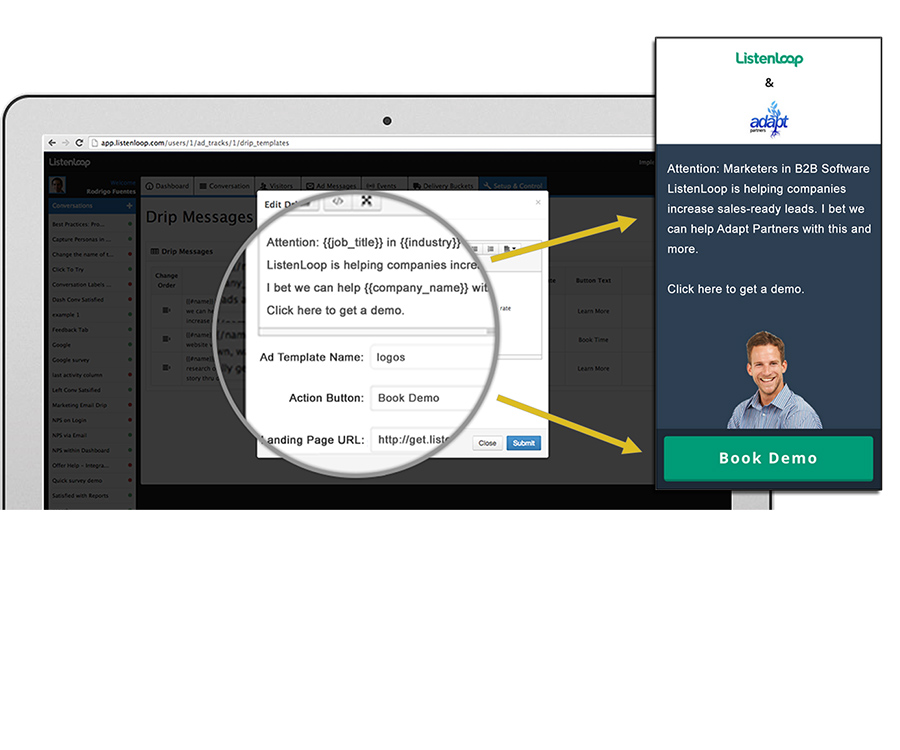 app.listenloop.com/users/1/ad_tracks/1/drip_templates
Listenloop
Welcome
Rodrigo Fuentes
Dashboard
Conversation
Visitors
Ad Messages
Events
Delivery Buckets
Setup & Control
Conversations
Best Practices: Pro...
Capture Personas in...
Change the name of t...
Click To Try
Conversation Labels ...
Dash Conv Satisfied
example 1
Feedback Talk
Google
Google survey
last activity column
Left Conv Satisfied
Marketing Email Drip
NPS on Login
NPS via Email
NPS within Dashboard
Offer Help - Integra...
Quick survey demo
Satisfied with Reports
Drip Messages
Drip Messages
Change
Order
Button Text
Learn More
Book Time
Learn More
Edit
Attention: {{job_title}} in {{industry}}
ListenLoop is helping companies
I bet we can help {{company_name}}
Click here to get a demo.
rate
Ad Template Name: logos
Action Button: Book Demo
Landing Page URL: http://get.liste
Close
Submit
Listenloop
&
adapt
partners
Attention: Marketers in B2B Software
ListenLoop is helping companies
increase sales-ready leads. I bet we
can help Adapt Partners with this and
more.
Click here to get a demo.
Book Demo